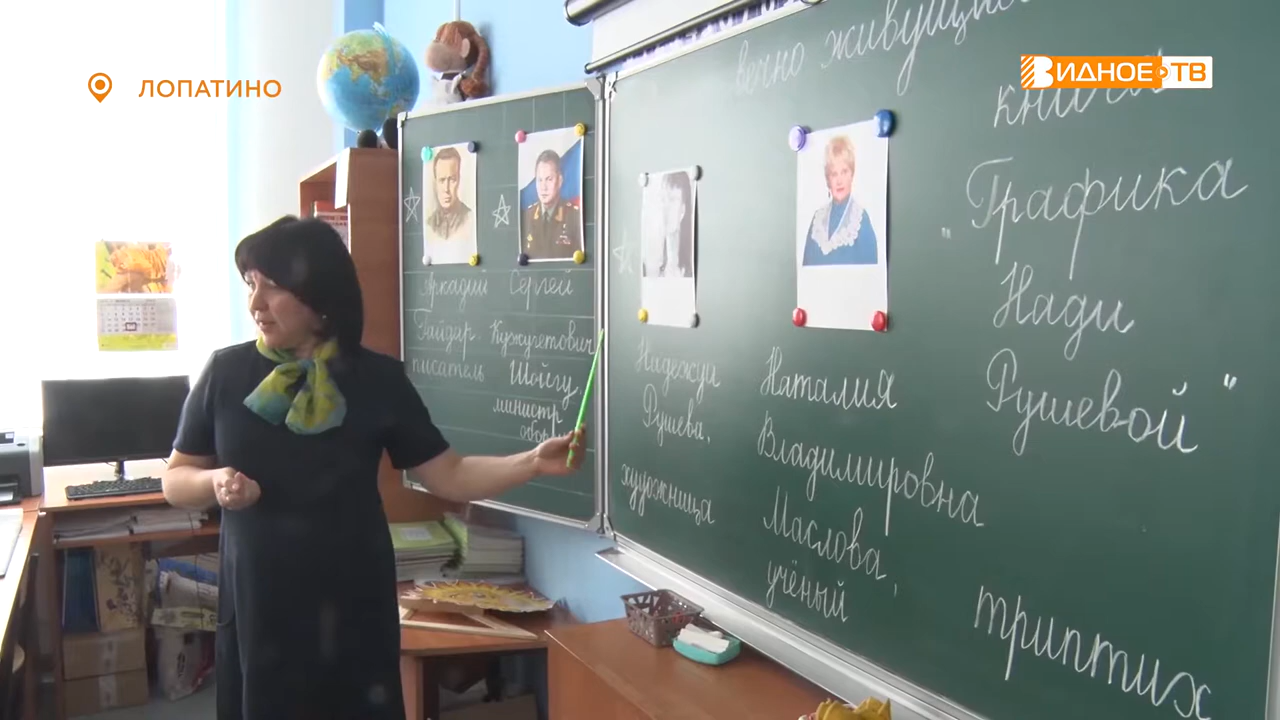 ЛОПАТИНО
ВИДНОЕ ТВ
Аркадий
Гайдар
писатель
Сергей
Кужугетович
Шойгу,
министр
вечно живущие
Надежда
Рушева,
художница
Наталия
Владимировна
Маслова,
учёный
"Графика
Нади
Рушевой"
триптих